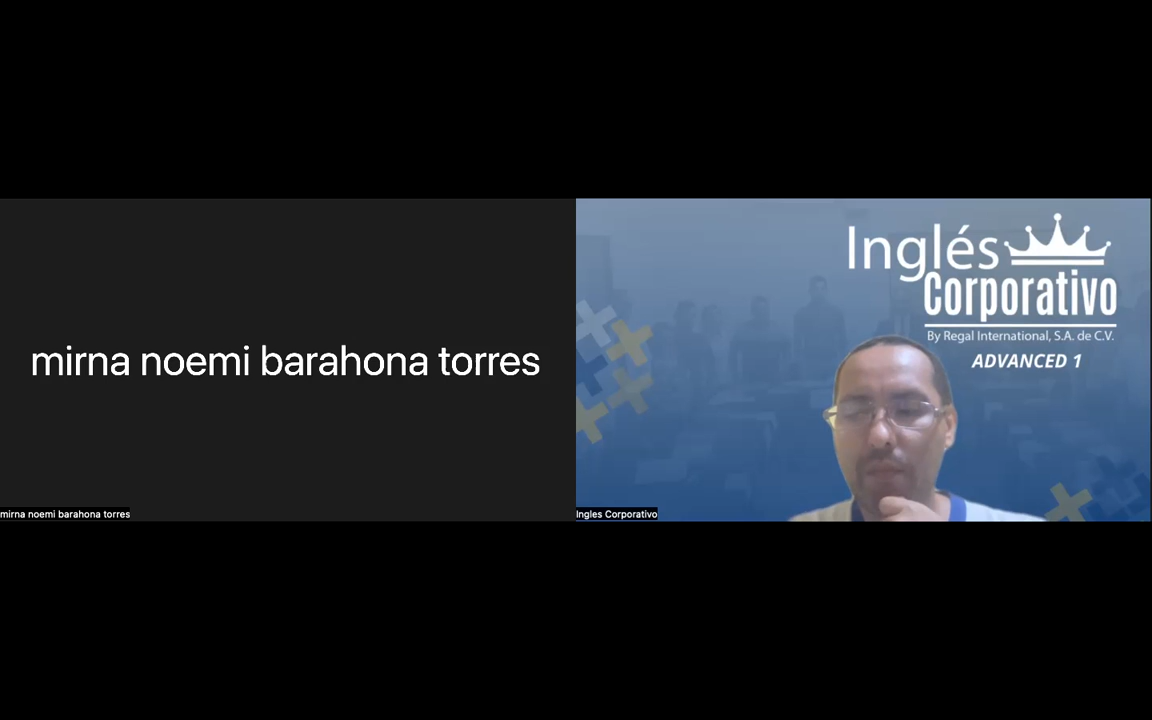 mirna noemi barahona torres
mirna noemi barahona torres
Inglés
Corporativo
By Regal International, S.A. de C.V.
ADVANCED 1
Ingles Corporativo